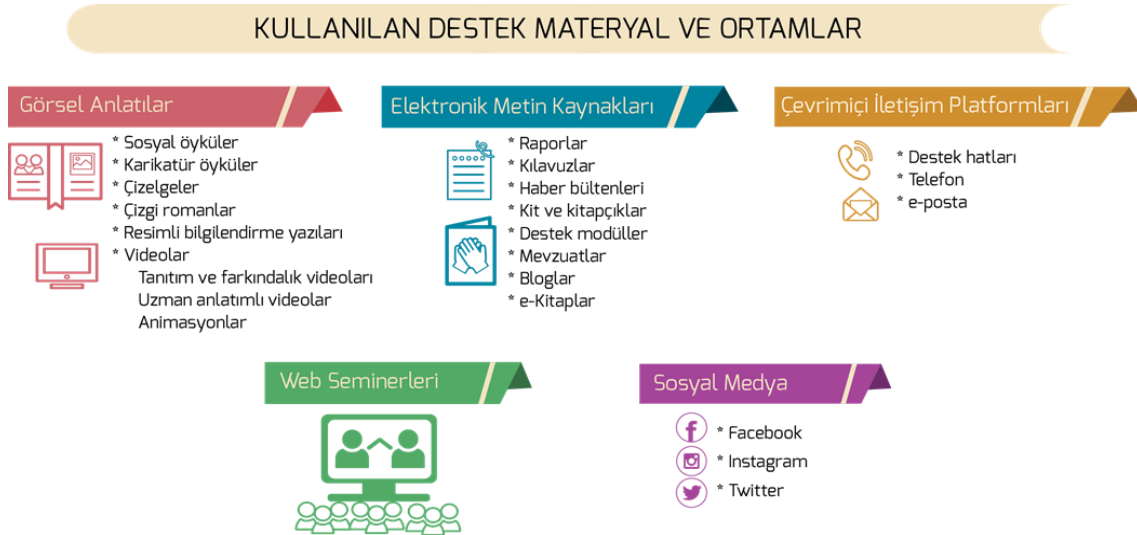 KULLANILAN DESTEK MATERYAL VE ORTAMLAR
Görsel Anlatılar
* Sosyal öyküler
* Karikatür öyküler
* Çizelgeler
* Çizgi romanlar
* Resimli bilgilendirme yazıları
* Videolar
Tanıtım ve farkındalık videoları
Uzman anlatımlı videolar
Animasyonlar
Elektronik Metin Kaynakları
* Raporlar
* Kılavuzlar
* Haber bültenleri
* Kit ve kitapçıklar
* Destek modüller
* Mevzuatlar
* Bloglar
* e-Kitaplar
Çevrimiçi İletişim Platformları
* Destek hatları
* Telefon
* e-posta
Web Seminerleri
Sosyal Medya
* Facebook
* Instagram
* Twitter